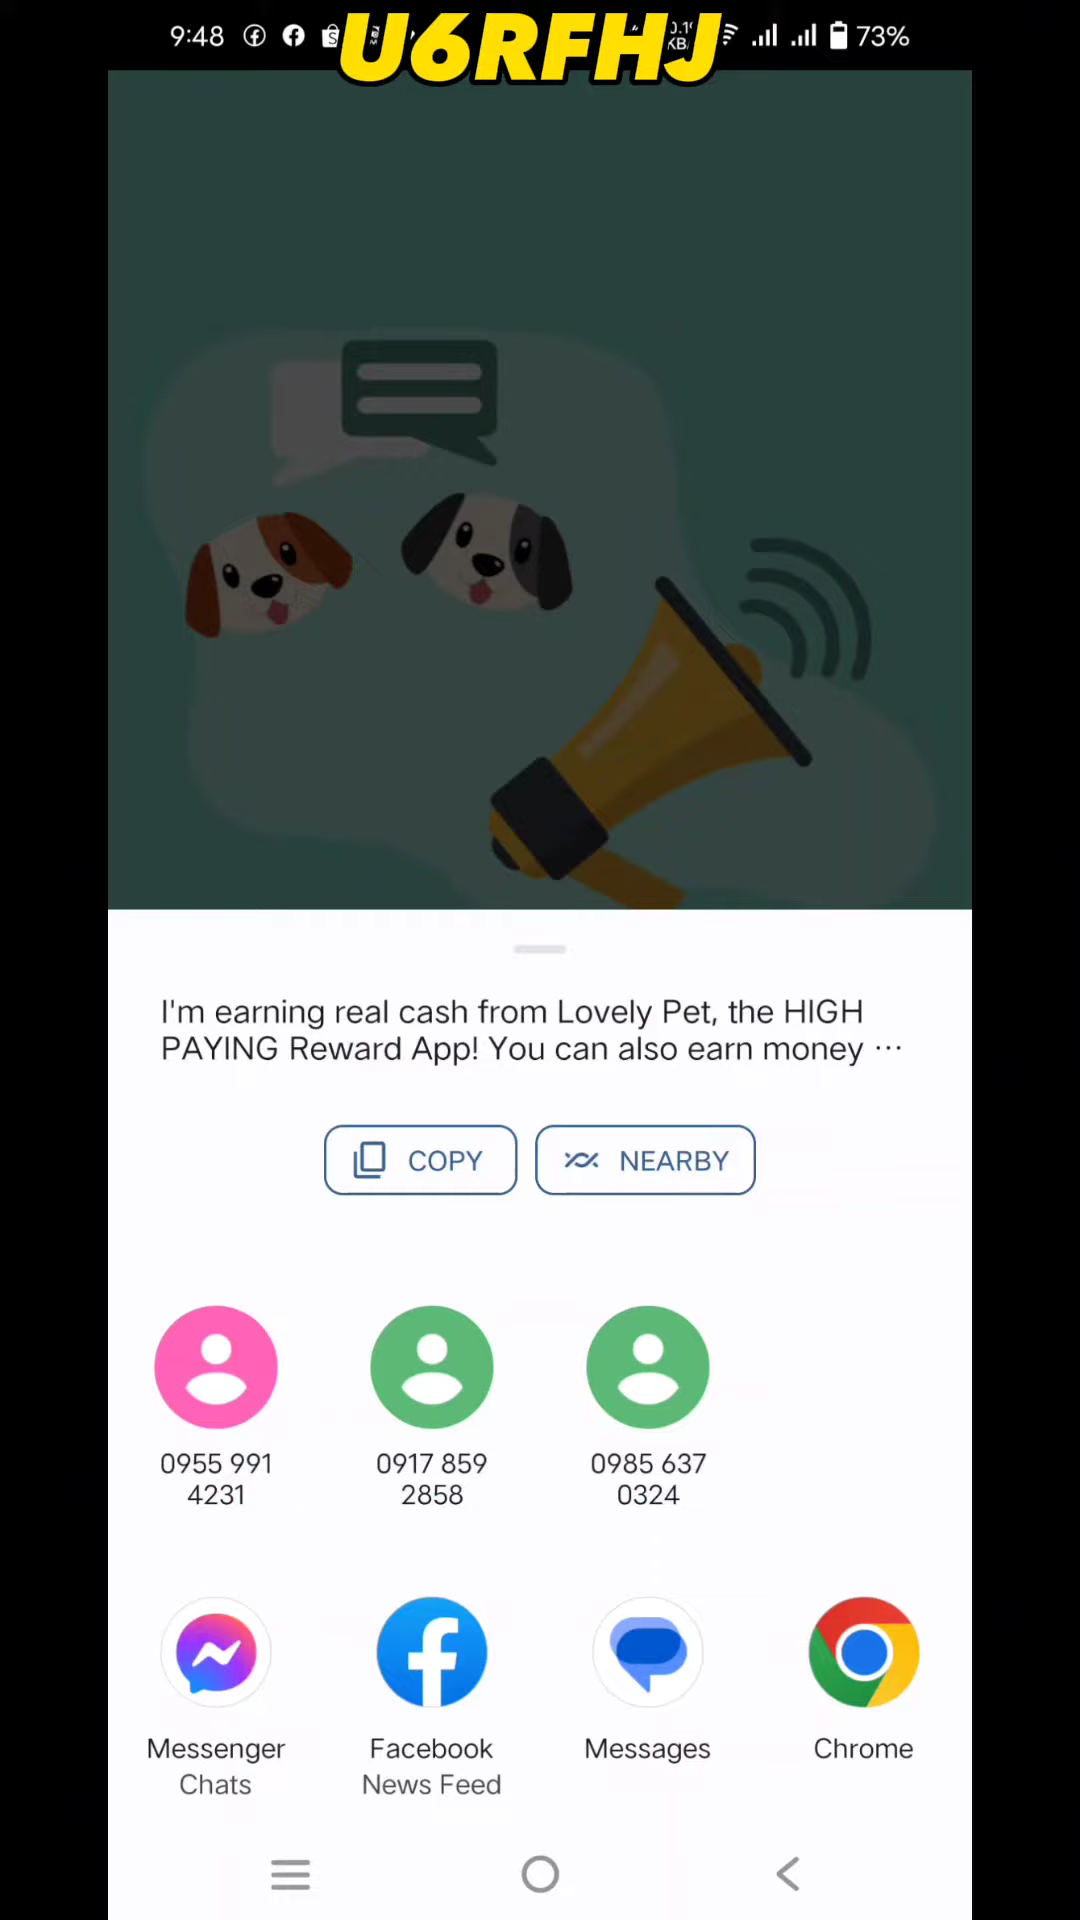 9:48
73%
U6RFHJ
I'm earning real cash from Lovely Pet, the HIGH
PAYING Reward App! You can also earn money ...
COPY
NEARBY
0955 991
4231
0917 859
2858
0985 637
0324
Messenger
Chats
Facebook
News Feed
Messages
Chrome